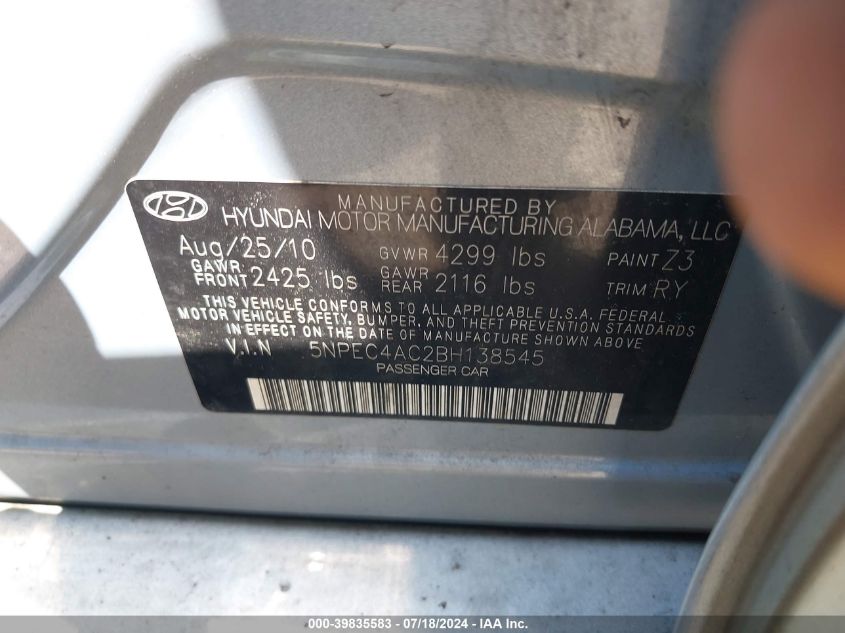 MANUFACTURED BY
HYUNDAI MOTOR MANUFACTURING ALABAMA, LLC
Aug/25/10 GVWR 4299 lbs PAINT Z3
GAWR FRONT 2425 lbs GAWR REAR 2116 lbs TRIM RY
THIS VEHICLE CONFORMS TO ALL APPLICABLE U.S.A. FEDERAL
MOTOR VEHICLE SAFETY, BUMPER, AND THEFT PREVENTION STANDARDS
IN EFFECT ON THE DATE OF MANUFACTURE SHOWN ABOVE.
V.I.N 5NPEC4AC2BH138545
PASSENGER CAR
000-39835583 - 07/18/2024 - IAA Inc.